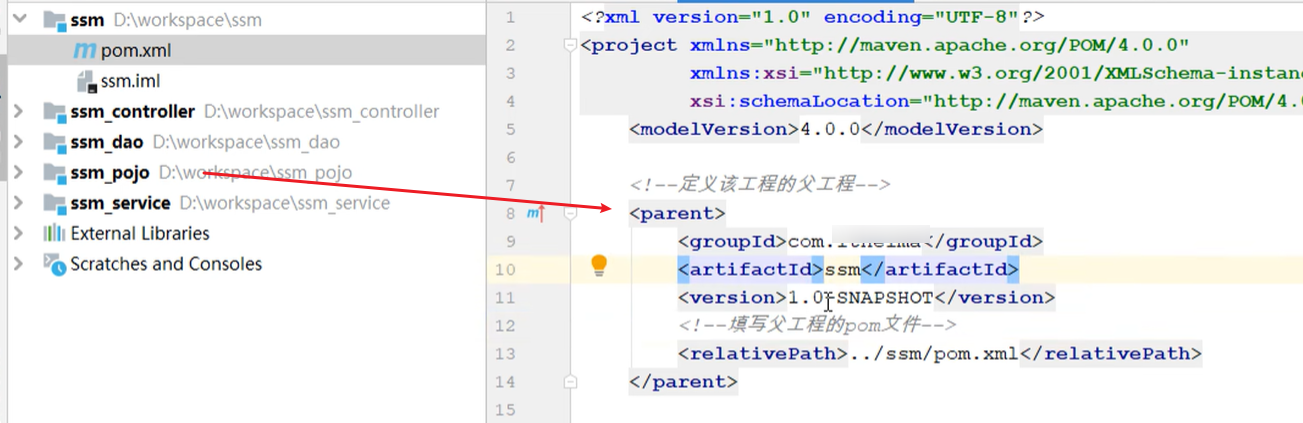 ssm D:\workspace\ssm
pom.xml
ssm.iml
ssm_controller D:\workspace\ssm_controller
ssm_dao D:\workspace\ssm_dao
ssm_pojo D:\workspace\ssm_pojo
ssm_service D:\workspace\ssm_service
External Libraries
Scratches and Consoles
1 <?xml version="1.0" encoding="UTF-8"?>
2 <project xmlns="http://maven.apache.org/POM/4.0.0"
3 xmlns:xsi="http://www.w3.org/2001/XMLSchema-instanc
4 xsi:schemaLocation="http://maven.apache.org/POM/4.0
5 <modelVersion>4.0.0</modelVersion>
6
7 <!--定义该工程的父工程-->
8 <parent>
9 <groupId>com.</groupId>
10 <artifactId>ssm</artifactId>
11 <version>1.0-SNAPSHOT</version>
12 <!--填写父工程的pom文件-->
13 <relativePath>../ssm/pom.xml</relativePath>
14 </parent>
15